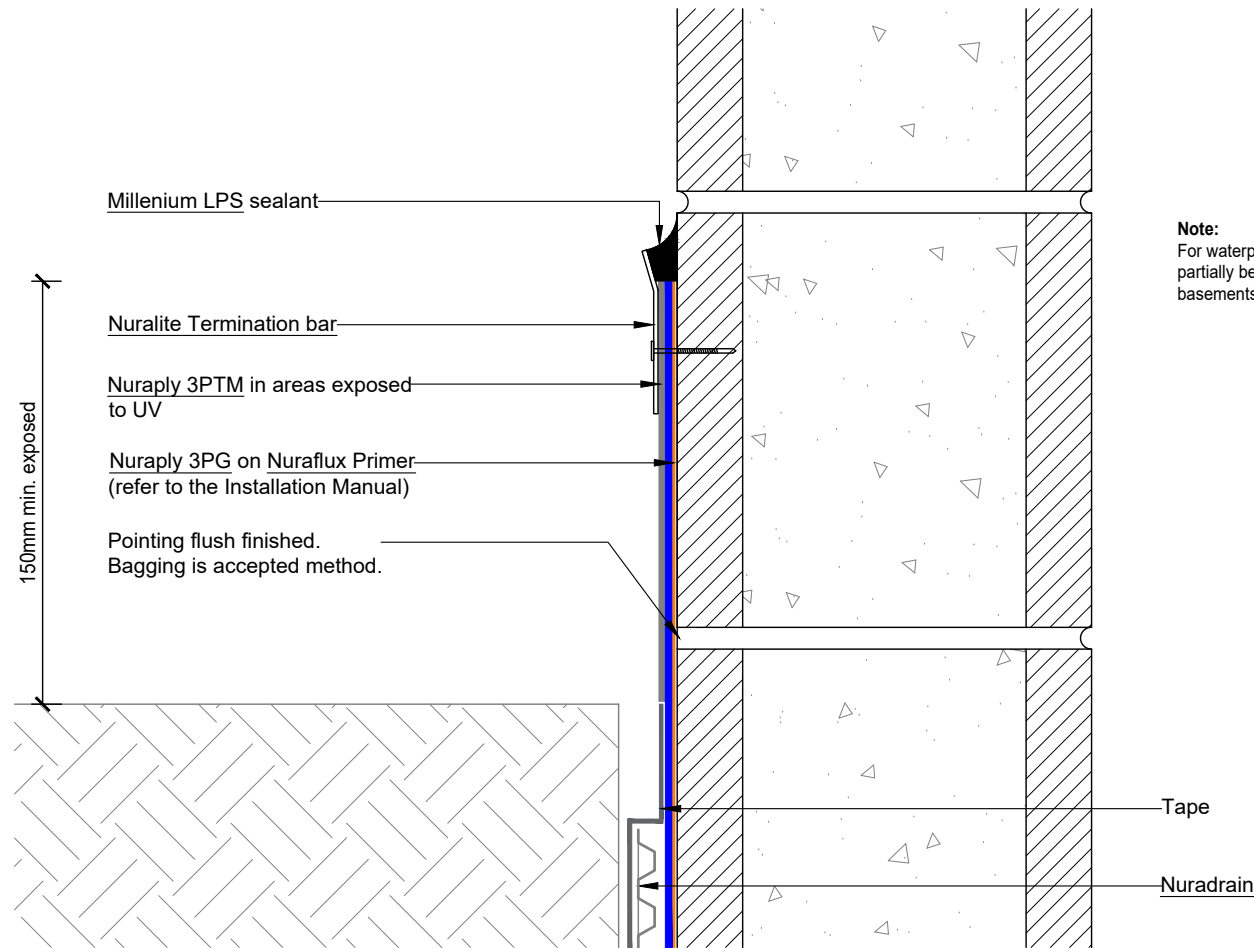 Millenium LPS sealant
Note:
For waterp
partially be
basements
Nuralite Termination bar
Nuraply 3PTM in areas exposed
to UV
150mm min. exposed
Nuraply 3PG on Nuraflux Primer
(refer to the Installation Manual)
Pointing flush finished.
Bagging is accepted method.
Tape
Nuradrain